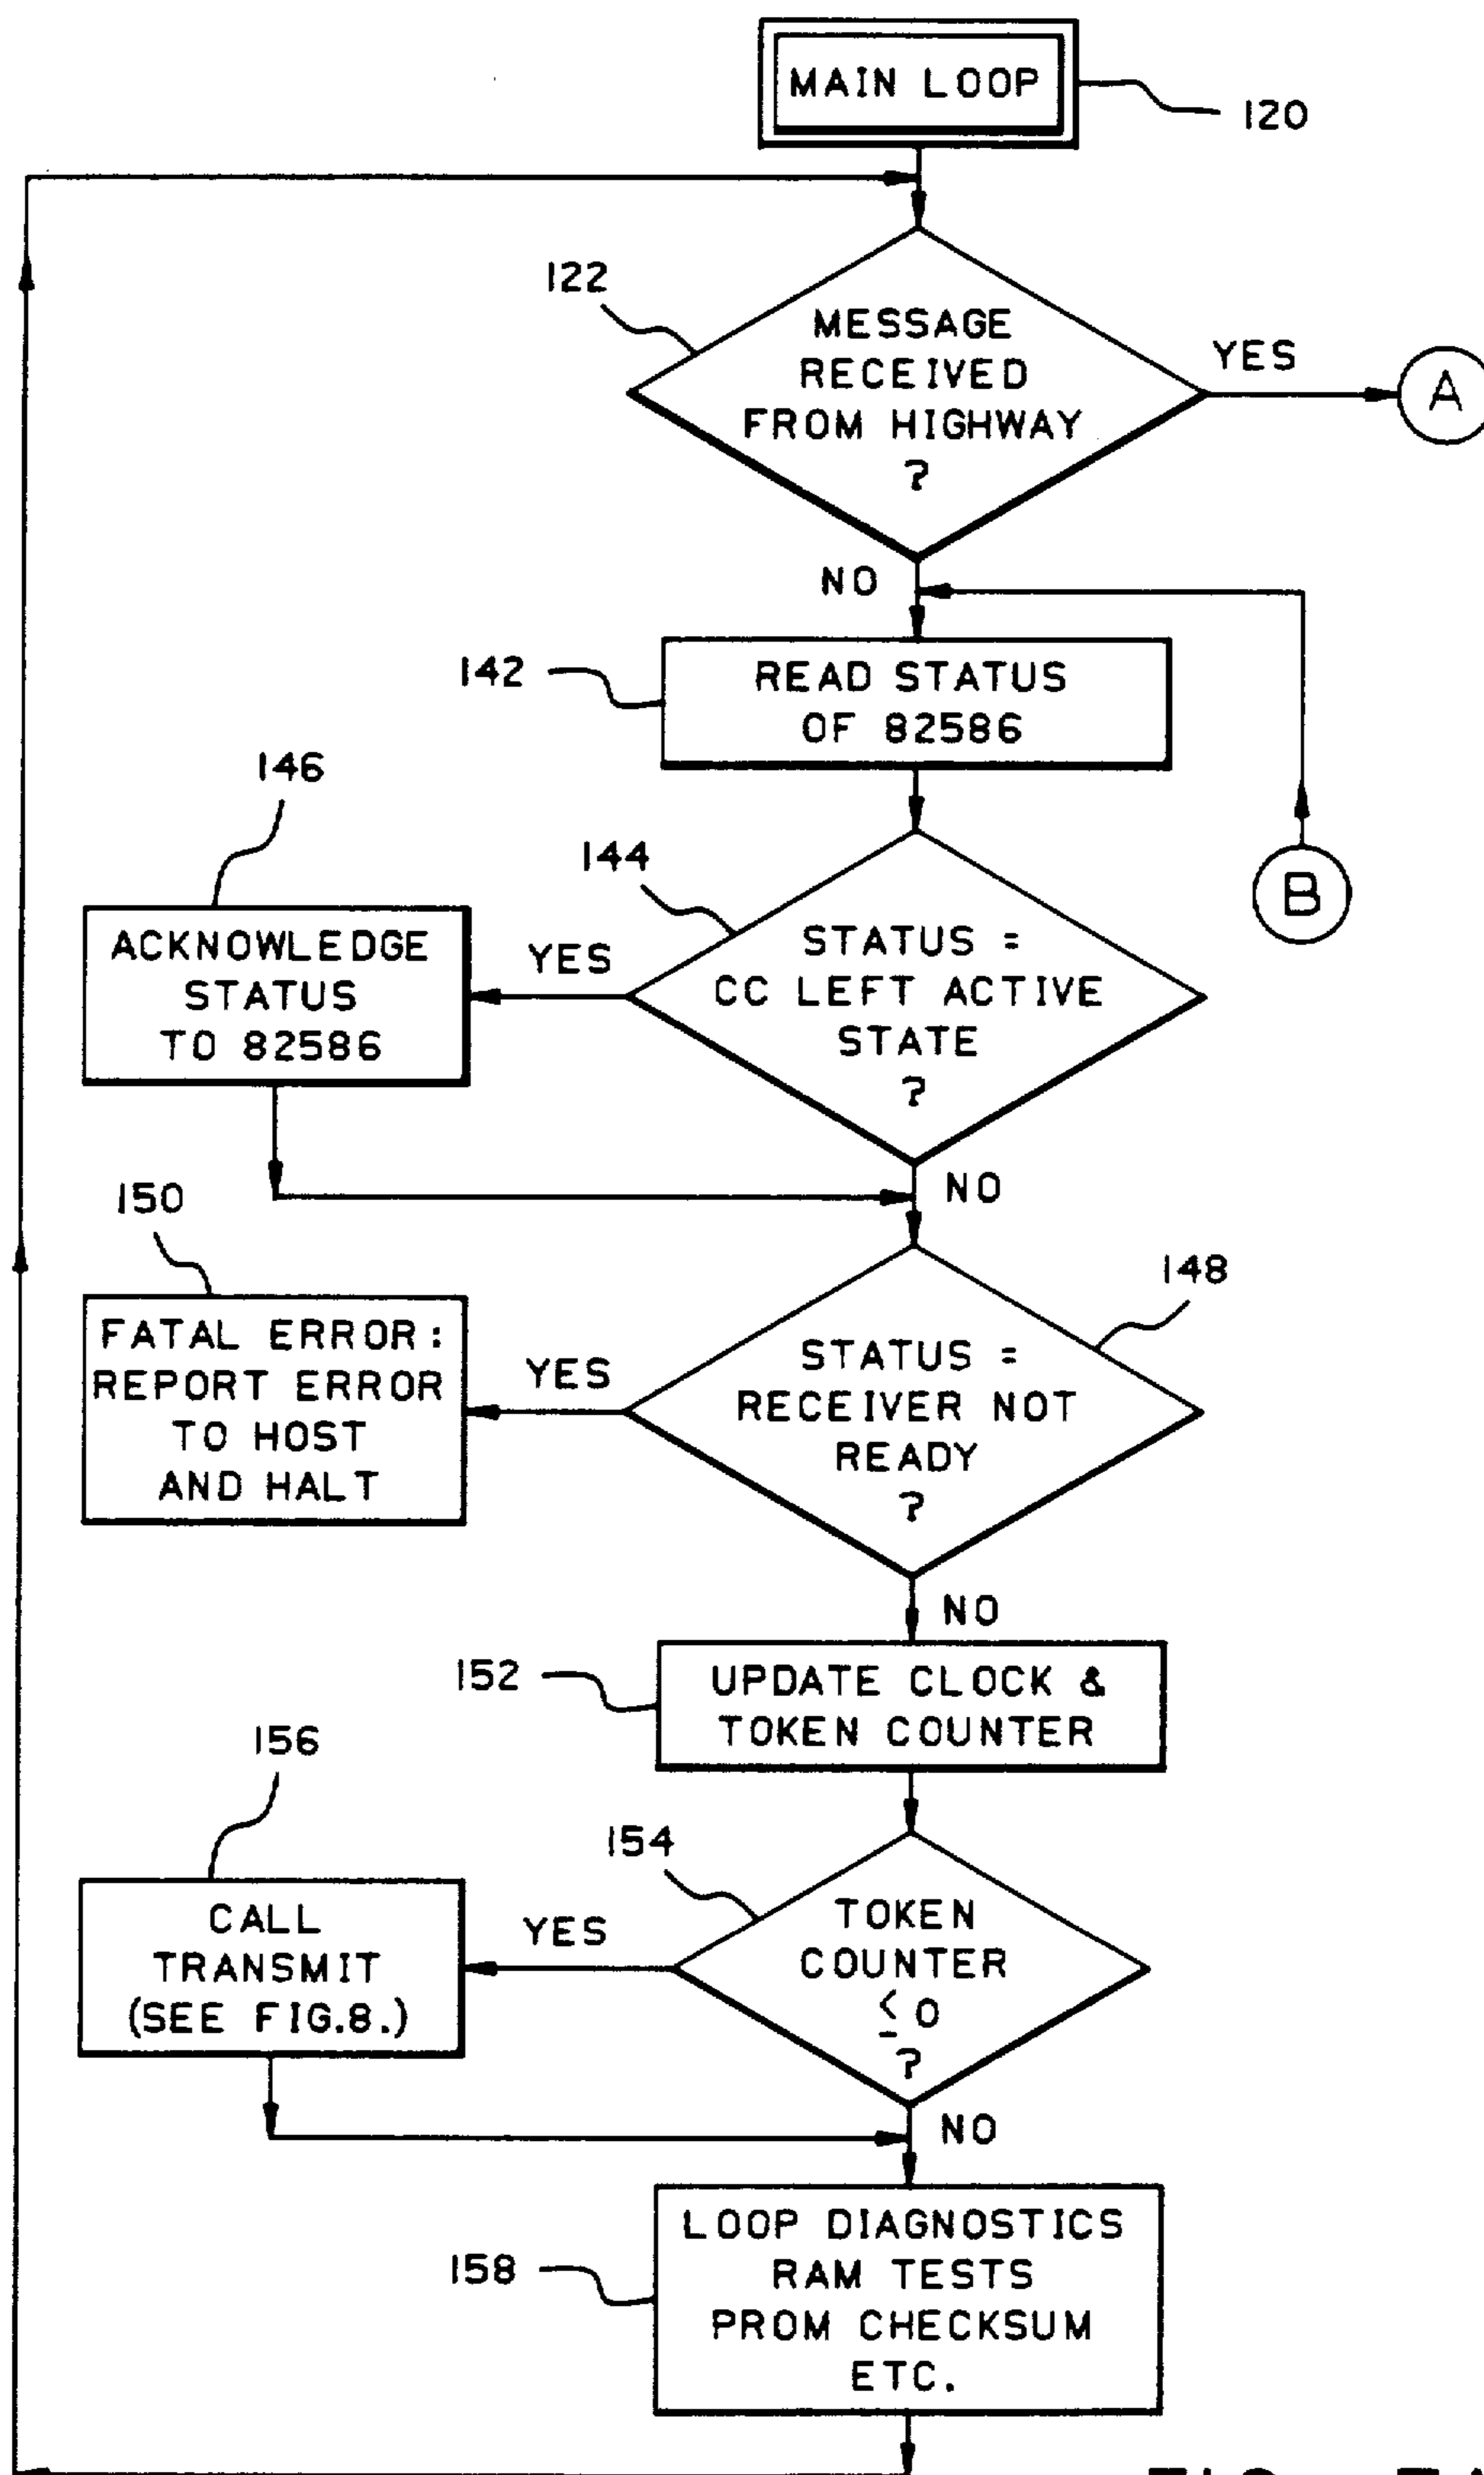 MAIN LOOP
120
122
MESSAGE
RECEIVED
FROM HIGHWAY
?
YES
A
NO
142
READ STATUS
OF 82586
146
144
B
ACKNOWLEDGE
STATUS
TO 82586
YES
STATUS =
CC LEFT ACTIVE
STATE
?
NO
150
148
FATAL ERROR:
REPORT ERROR
TO HOST
AND HALT
YES
STATUS =
RECEIVER NOT
READY
?
NO
152
UPDATE CLOCK &
TOKEN COUNTER
156
154
CALL
TRANSMIT
(SEE FIG.8.)
YES
TOKEN
COUNTER
≤ 0
?
NO
158
LOOP DIAGNOSTICS
RAM TESTS
PROM CHECKSUM
ETC.